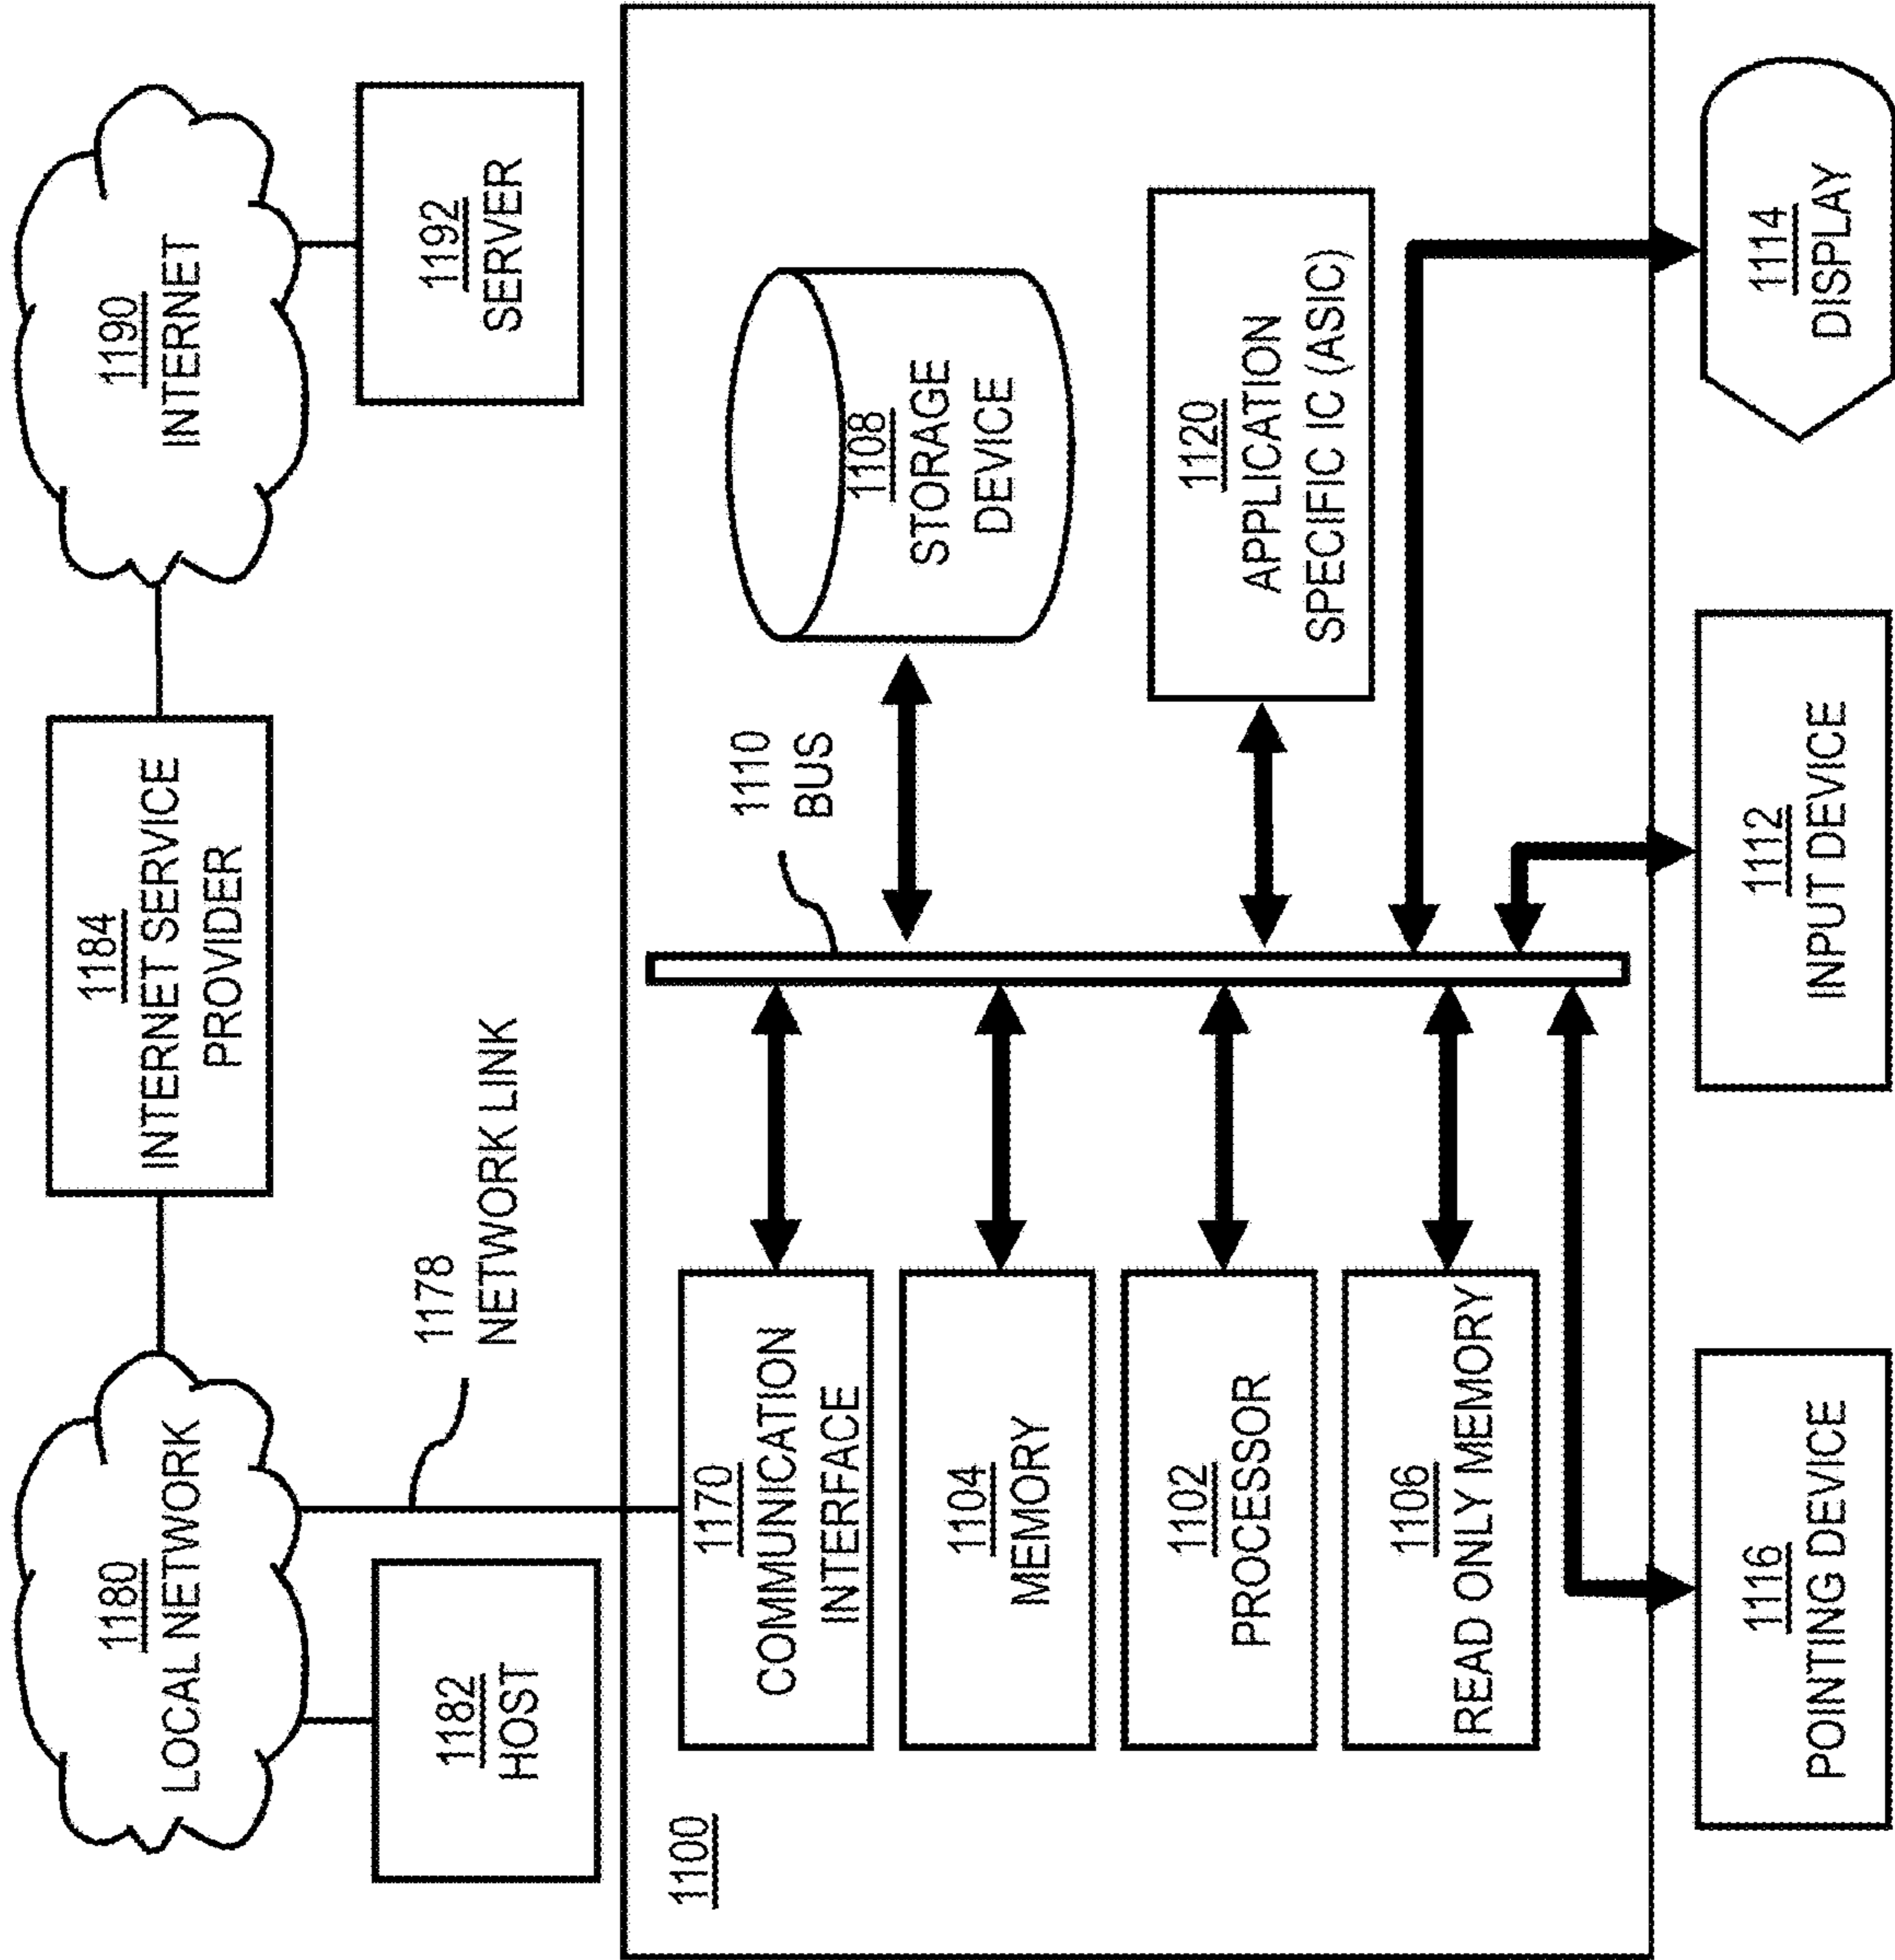 1180
LOCAL NETWORK
1184
INTERNET SERVICE
PROVIDER
1190
INTERNET
1182
HOST
1178
NETWORK LINK
1192
SERVER
1100
1170
COMMUNICATION
INTERFACE
1110
BUS
1108
STORAGE
DEVICE
1104
MEMORY
1102
PROCESSOR
1120
APPLICATION
SPECIFIC IC (ASIC)
1106
READ ONLY MEMORY
1116
POINTING DEVICE
1112
INPUT DEVICE
1114
DISPLAY